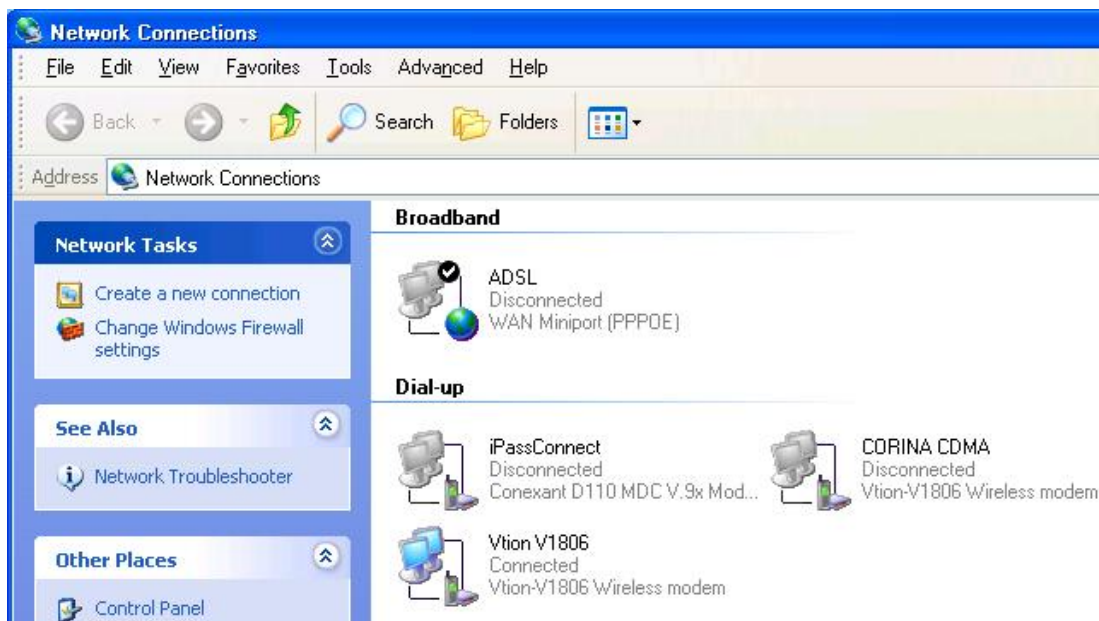 Network Connections
File Edit View Favorites Tools Advanced Help
Back Search Folders
Address Network Connections
Network Tasks
Create a new connection
Change Windows Firewall
settings
See Also
Network Troubleshooter
Other Places
Control Panel
Broadband
ADSL
Disconnected
WAN Miniport (PPPOE)
Dial-up
iPassConnect
Disconnected
Conexant D110 MDC V.9x Mod...
CORINA CDMA
Disconnected
Vtion-V1806 Wireless modem
Vtion V1806
Connected
Vtion-V1806 Wireless modem